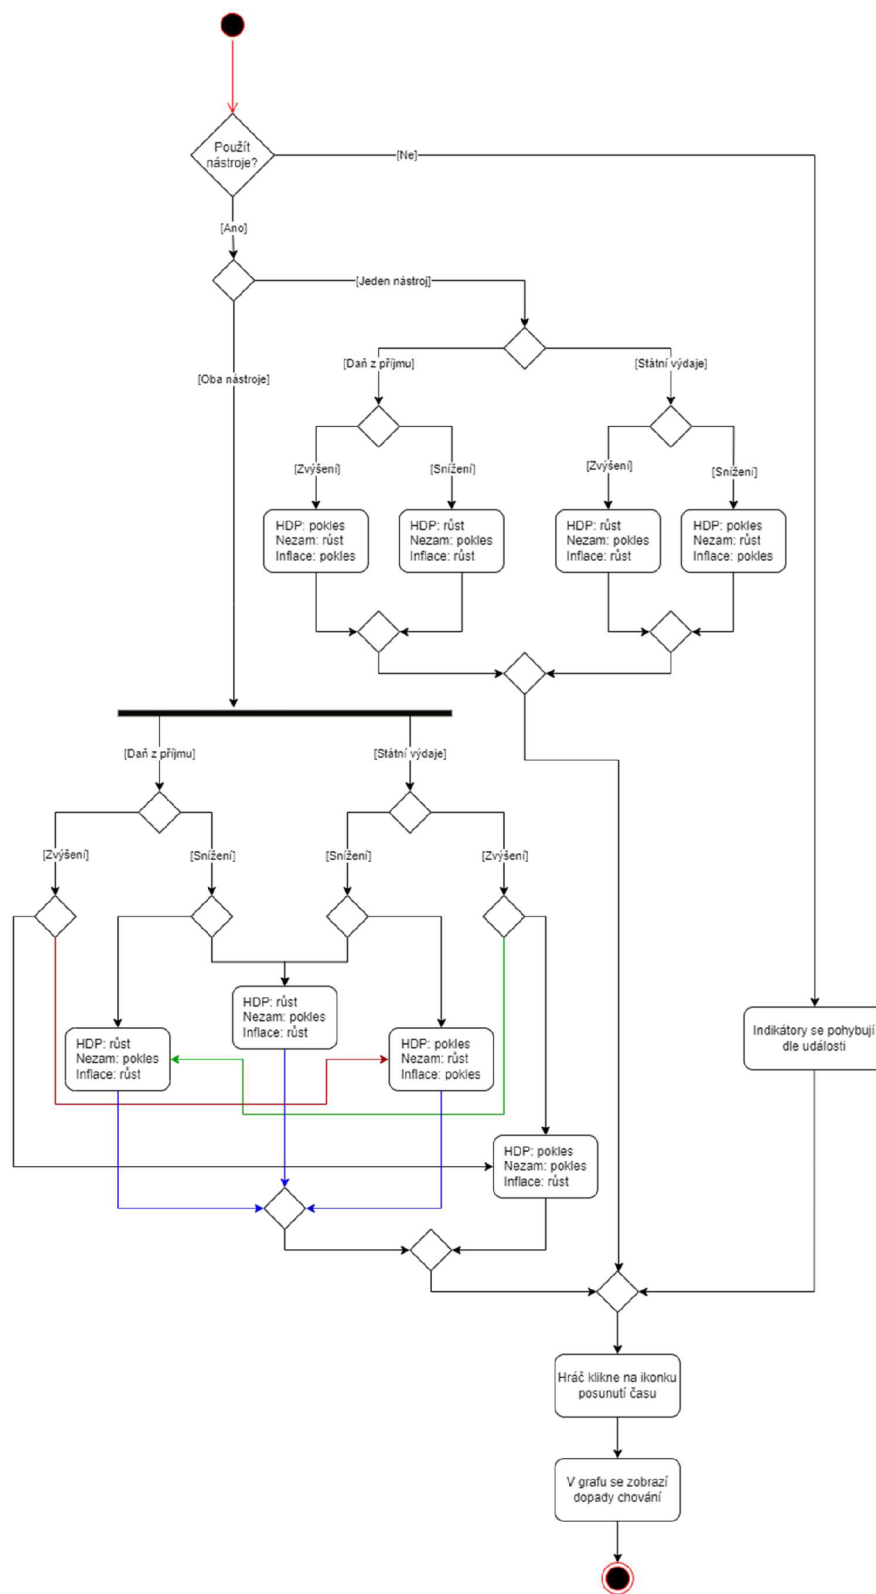 Použít
nástroje?
[Ne]
[Ano]
[Jeden nástroj]
[Oba nástroje]
[Daň z příjmu]
[Státní výdaje]
[Zvýšení]
[Snížení]
[Zvýšení]
[Snížení]
HDP: pokles
Nezam: růst
Inflace: pokles
HDP: růst
Nezam: pokles
Inflace: růst
HDP: růst
Nezam: pokles
Inflace: růst
HDP: pokles
Nezam: pokles
Inflace: pokles
[Daň z příjmu]
[Státní výdaje]
[Zvýšení]
[Snížení]
[Snížení]
[Zvýšení]
HDP: růst
Nezam: pokles
Inflace: růst
HDP: růst
Nezam: pokles
Inflace: růst
HDP: pokles
Nezam: růst
Inflace: pokles
Indikátory se pohybují
dle události
HDP: pokles
Nezam: pokles
Inflace: růst
Hráč klikne na ikonku
posunutí času
V grafu se zobrazí
dopady chování